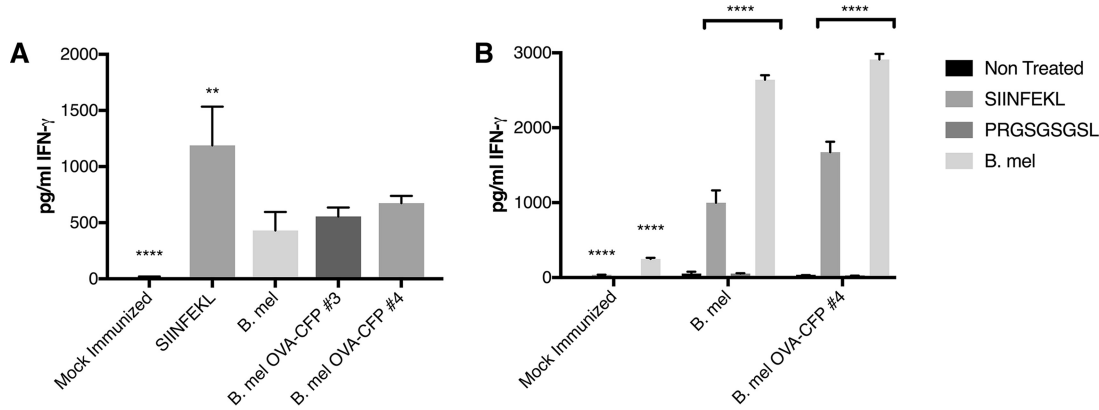 A
pg/ml IFN-γ
2000
1500
1000
500
0
****
**
Mock Immunized
SIINFEKL
B. mel
B. mel OVA-CFP #3
B. mel OVA-CFP #4
B
pg/ml IFN-γ
3000
2000
1000
0
****
****
****
****
Mock Immunized
B. mel
B. mel OVA-CFP #4
Non Treated
SIINFEKL
PRGSGSGSL
B. mel